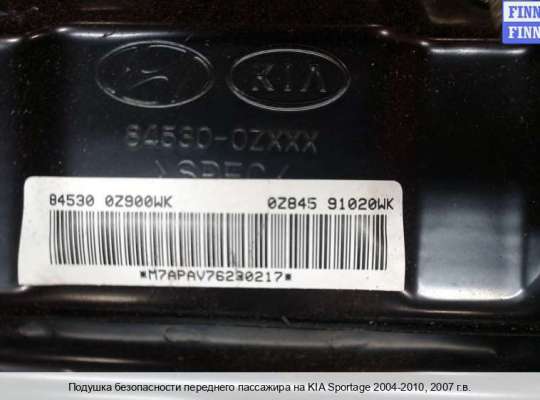 FINN
FINN
KIA
84530-0ZXXX
>SPFC<
84530 0Z900WK 0Z845 91020WK
*M7APAV76230217*
Подушка безопасности переднего пассажира на KIA Sportage 2004-2010, 2007 г.в.